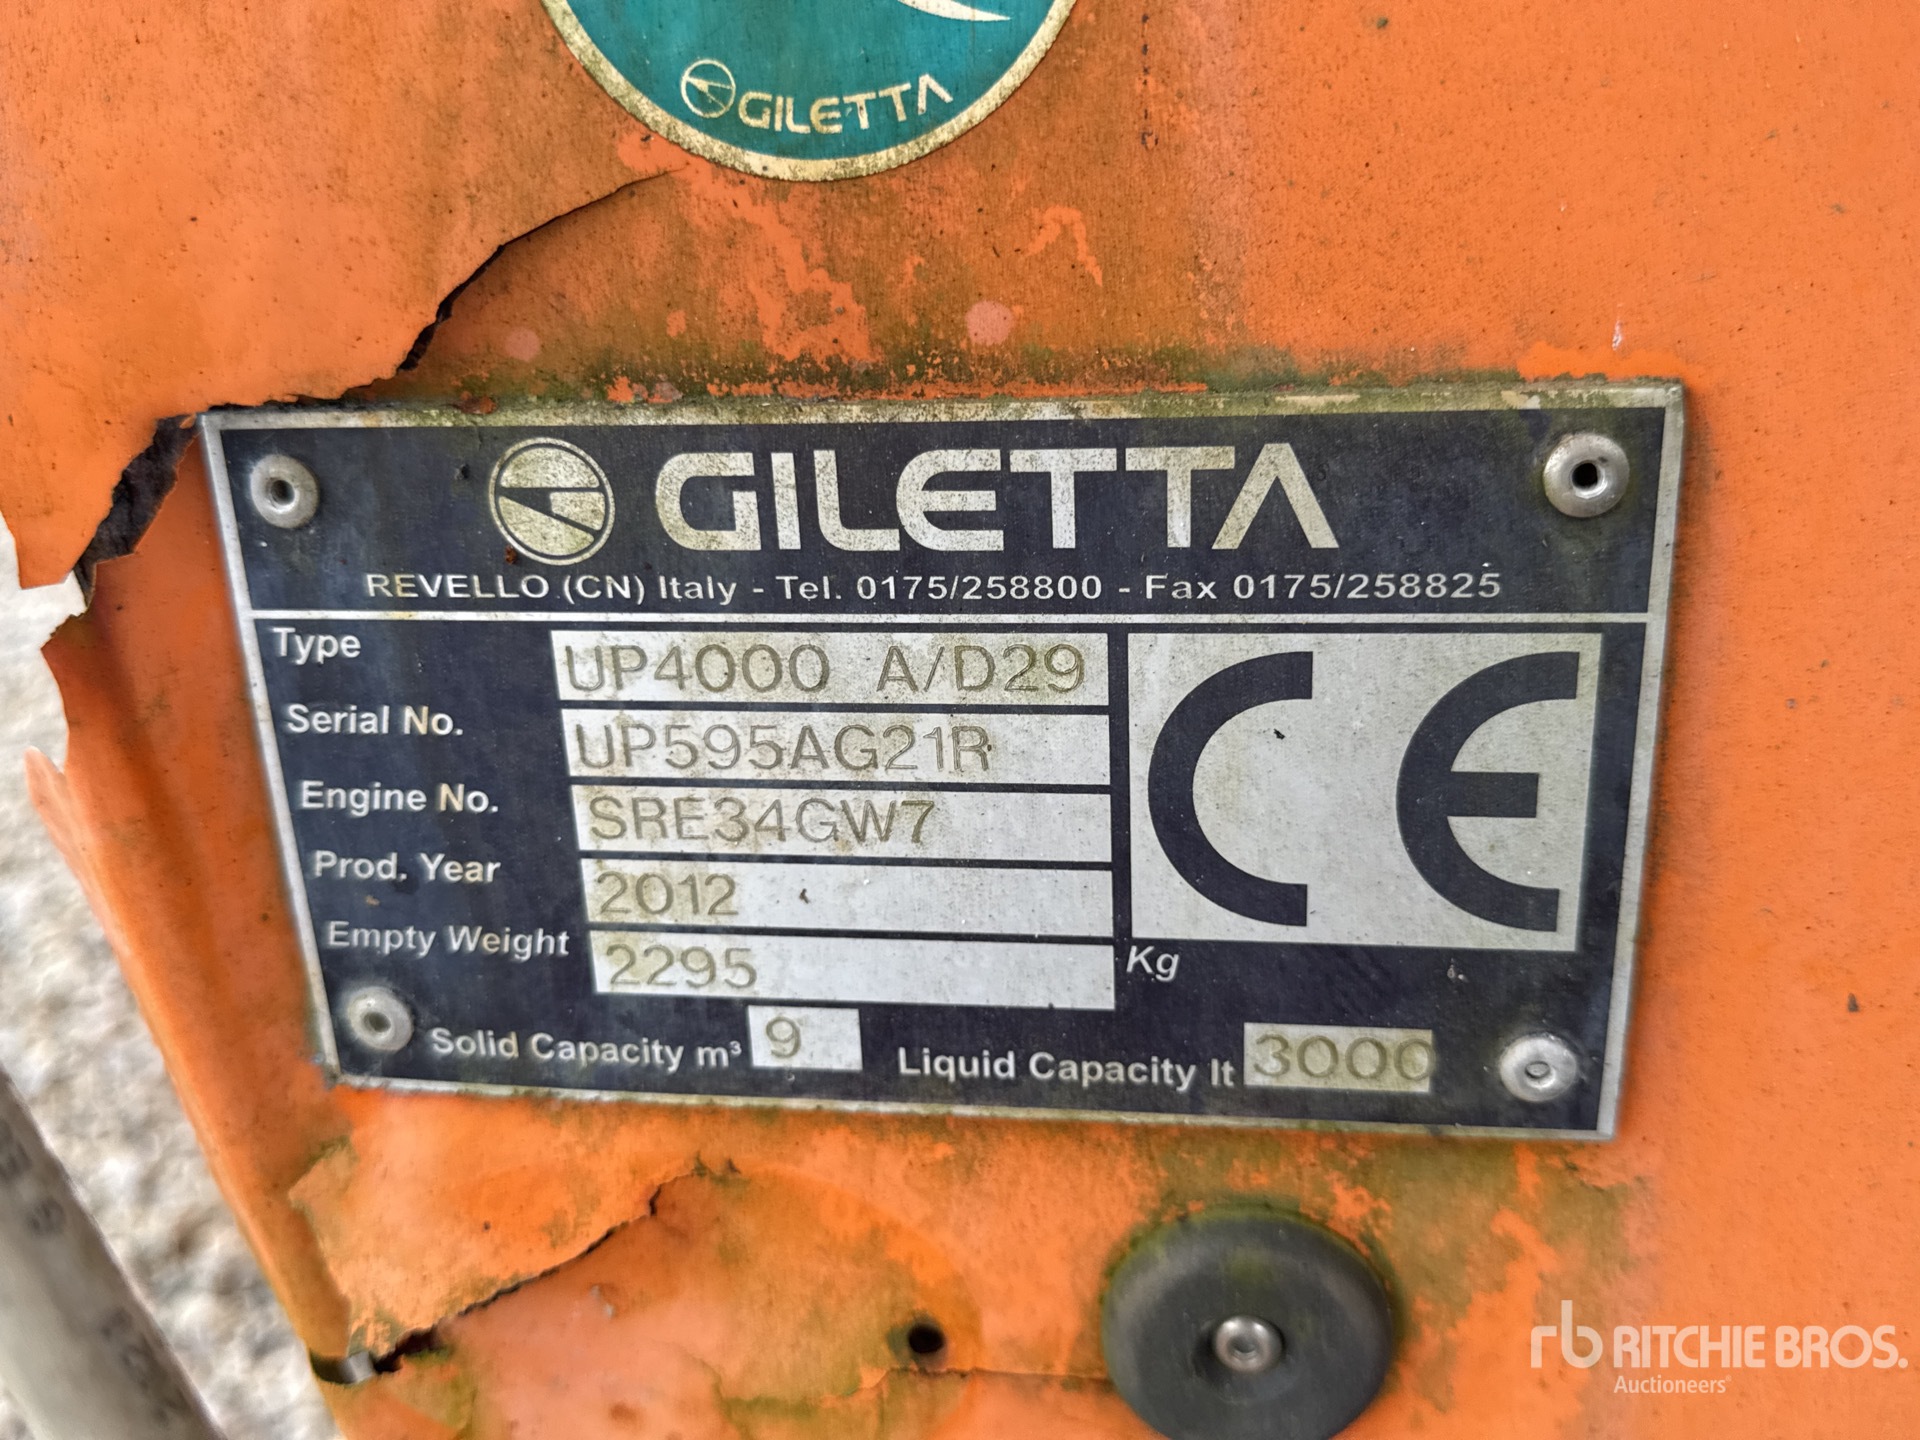 GILETTA
GILETTA
REVELLO (CN) Italy - Tel. 0175/258800 - Fax 0175/258825
Type UP4000 A/D29
Serial No. UP595AG21R
Engine No. SRE34GW7
Prod. Year 2012
Empty Weight 2295 Kg
Solid Capacity m³ 9 Liquid Capacity lt 3000
CE
rb RITCHIE BROS.
Auctioneers